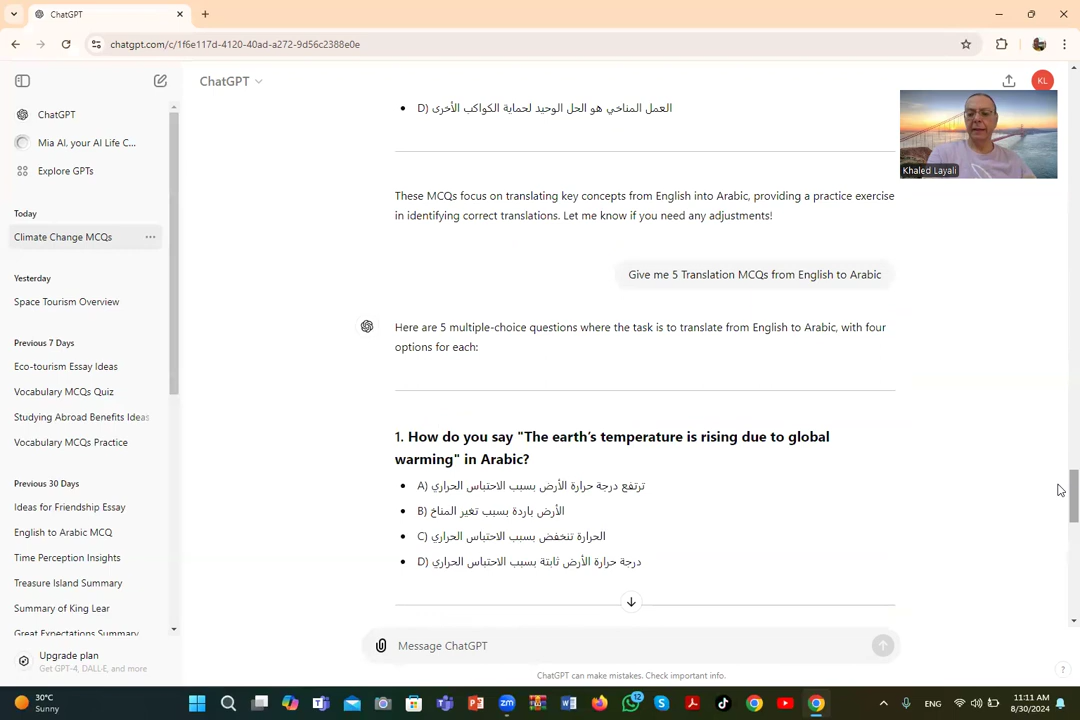 ChatGPT
chatgpt.com/c/1f6e117d-4120-40ad-a272-9d56c2388e0e
ChatGPT
KL
ChatGPT
Mia AI, your AI Life C...
Explore GPTs
Today
Climate Change MCQs
Yesterday
Space Tourism Overview
Previous 7 Days
Eco-tourism Essay Ideas
Vocabulary MCQs Quiz
Studying Abroad Benefits Ideas
Vocabulary MCQs Practice
Previous 30 Days
Ideas for Friendship Essay
English to Arabic MCQ
Time Perception Insights
Treasure Island Summary
Summary of King Lear
Great Expectations Summary
Upgrade plan
Get GPT-4, DALL-E, and more
D) العمل المناخي هو الحل الوحيد لحماية الكواكب الأخرى
Khaled Layali
These MCQs focus on translating key concepts from English into Arabic, providing a practice exercise
in identifying correct translations. Let me know if you need any adjustments!
Give me 5 Translation MCQs from English to Arabic
Here are 5 multiple-choice questions where the task is to translate from English to Arabic, with four
options for each:
1. How do you say "The earth's temperature is rising due to global
warming" in Arabic?
A) ترتفع درجة حرارة الأرض بسبب الاحتباس الحراري
B) الأرض باردة بسبب تغير المناخ
C) الحرارة تنخفض بسبب الاحتباس الحراري
D) درجة حرارة الأرض ثابتة بسبب الاحتباس الحراري
Message ChatGPT
ChatGPT can make mistakes. Check important info.
?
30°C
Sunny
12
ENG
11:11 AM
8/30/2024